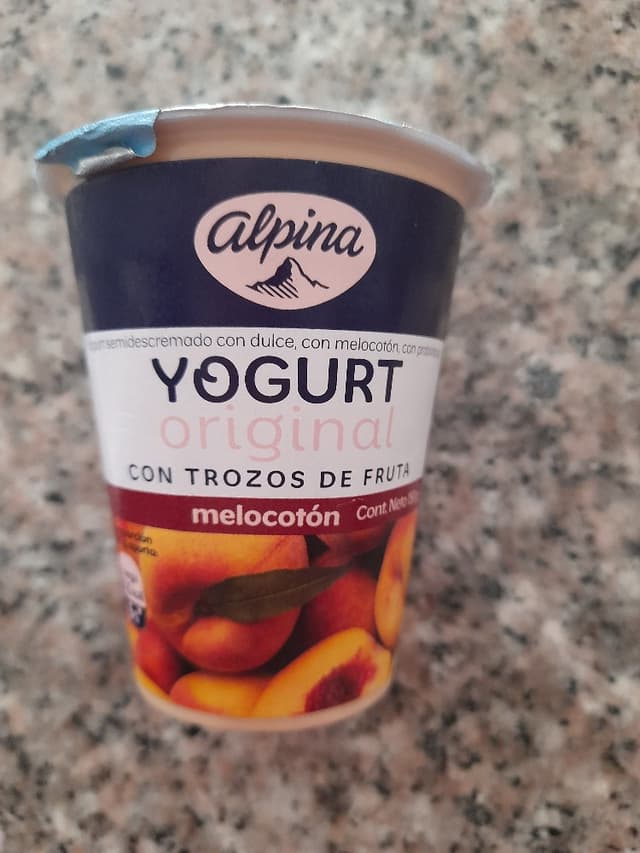 alpina
semidescremado con dulce, con melocotón, con
YOGURT
original
CON TROZOS DE FRUTA
melocotón Cont. Neto